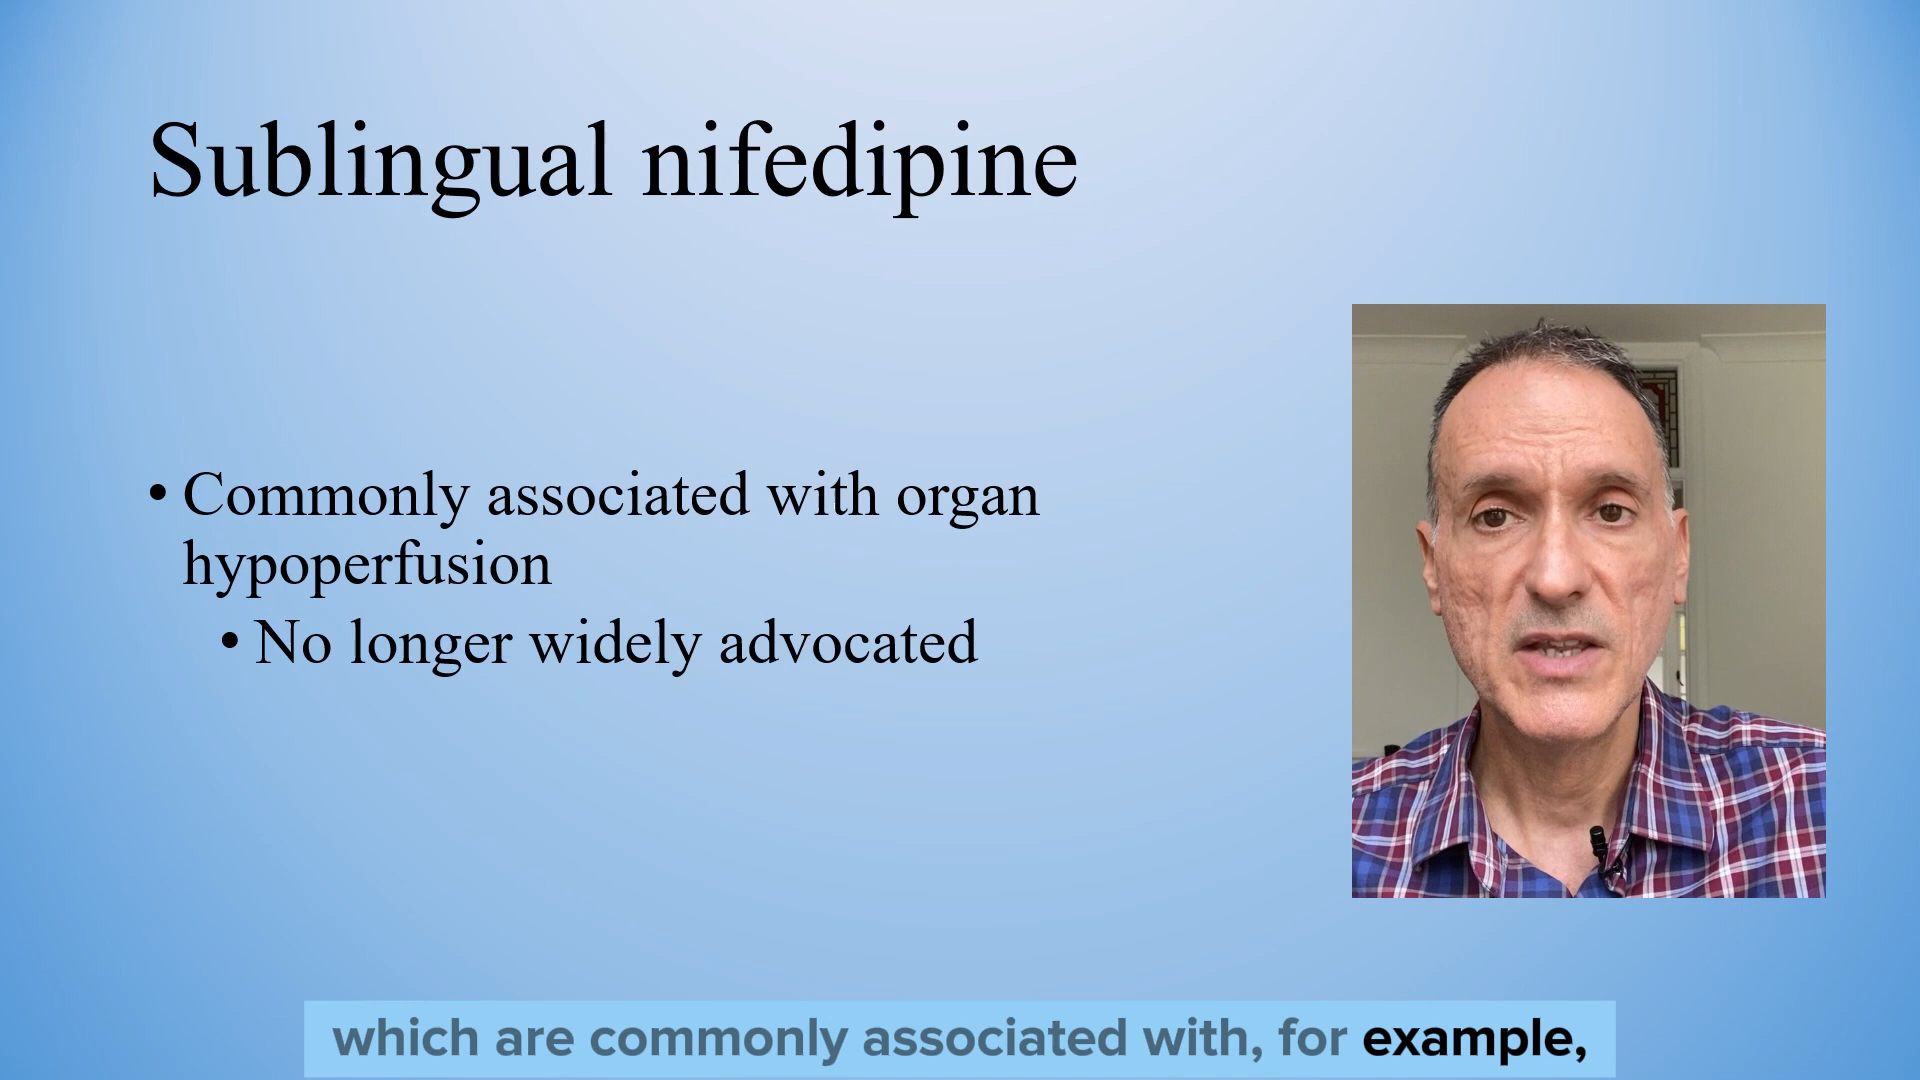 Sublingual nifedipine
• Commonly associated with organ
hypoperfusion
• No longer widely advocated
which are commonly associated with, for example,